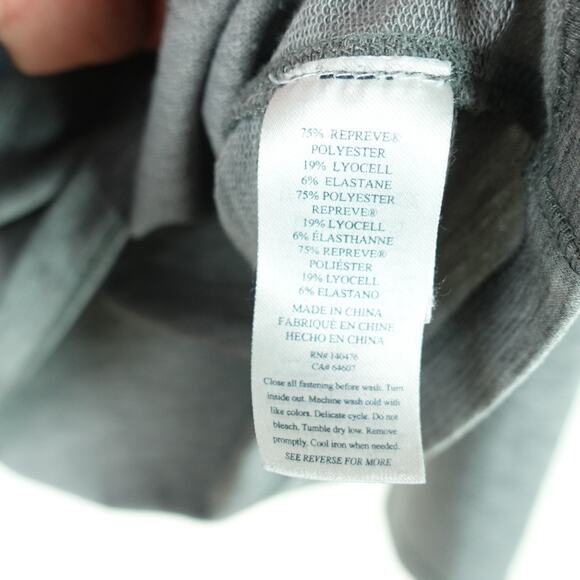 75% REPREVE®
POLYESTER
19% LYOCELL
6% ELASTANE
75% POLYESTER
REPREVE®
19% LYOCELL
6% ÉLASTHANNE
75% REPREVE®
POLIÉSTER
19% LYOCELL
6% ELASTANO
MADE IN CHINA
FABRIQUÉ EN CHINE
HECHO EN CHINA
RN# 140476
CA# 64607
Close all fastening before wash. Turn
inside out. Machine wash cold with
like colors. Delicate cycle. Do not
bleach. Tumble dry low. Remove
promptly. Cool iron when needed.
SEE REVERSE FOR MORE